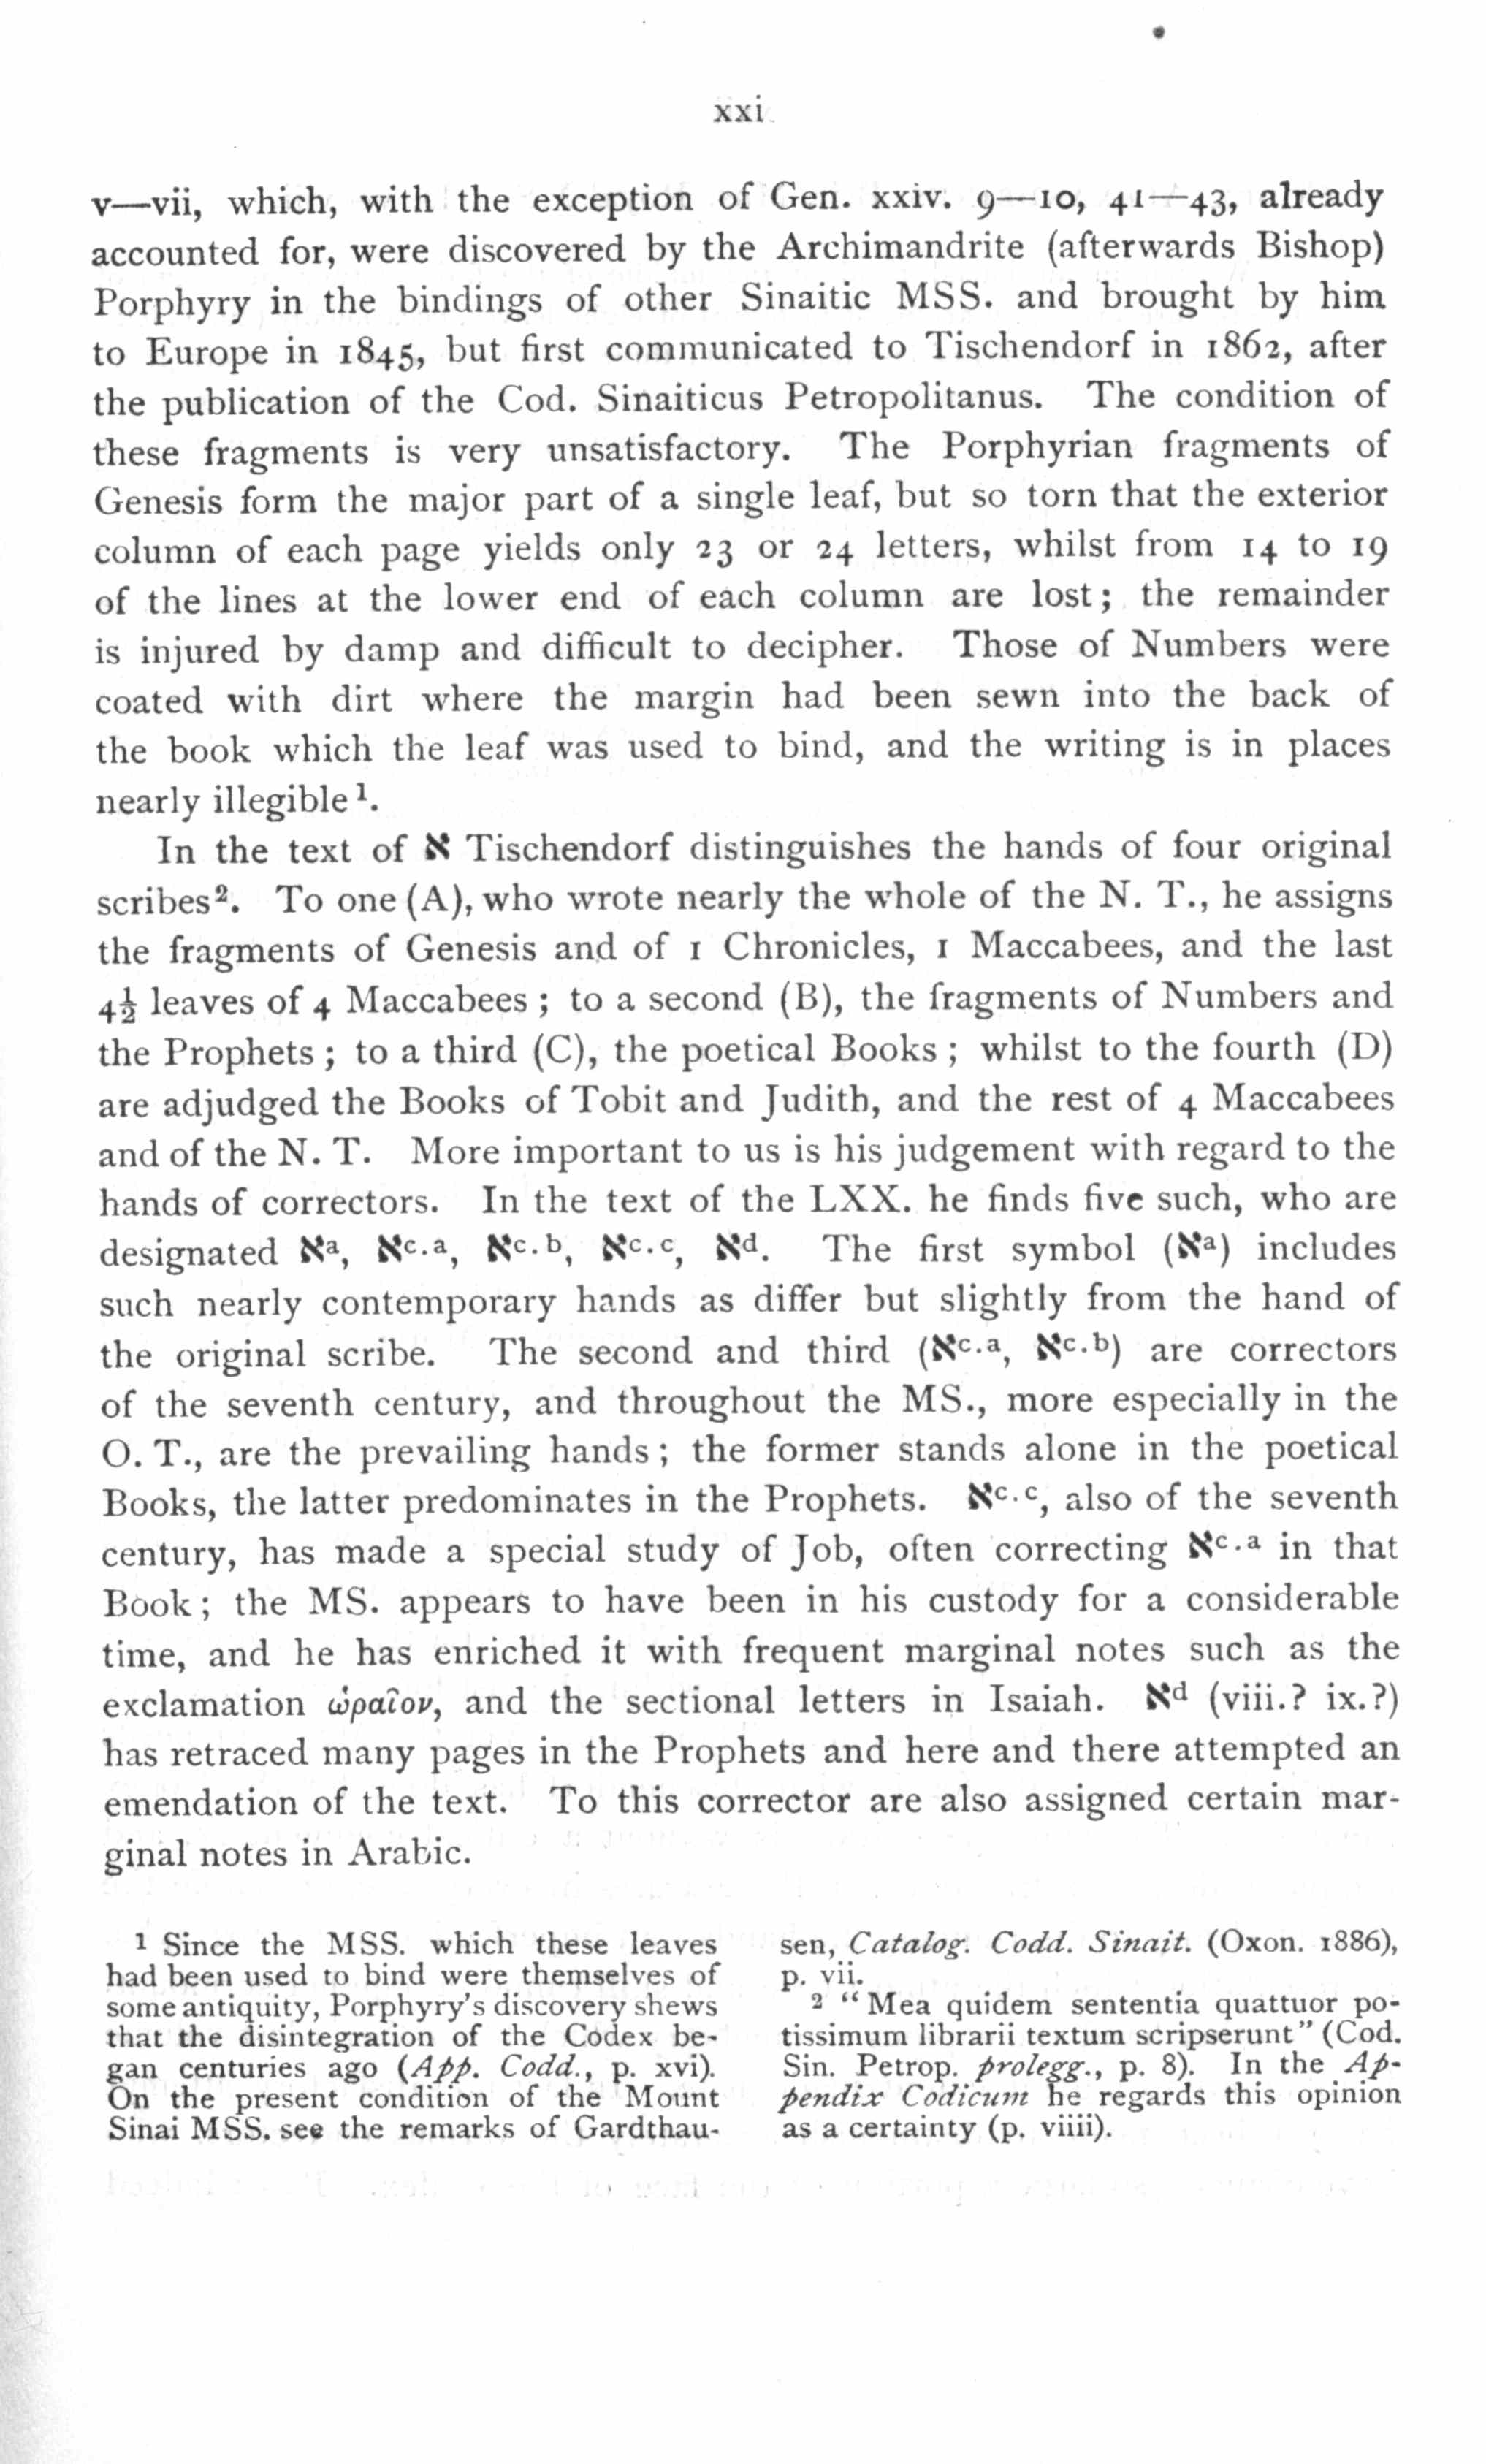 xxi
v—vii, which, with the exception of Gen. xxiv. 9—10, 41—43, already
accounted for, were discovered by the Archimandrite (afterwards Bishop)
Porphyry in the bindings of other Sinaitic MSS. and brought by him
to Europe in 1845, but first communicated to Tischendorf in 1862, after
the publication of the Cod. Sinaiticus Petropolitanus. The condition of
these fragments is very unsatisfactory. The Porphyrian fragments of
Genesis form the major part of a single leaf, but so torn that the exterior
column of each page yields only 23 or 24 letters, whilst from 14 to 19
of the lines at the lower end of each column are lost; the remainder
is injured by damp and difficult to decipher. Those of Numbers were
coated with dirt where the margin had been sewn into the back of
the book which the leaf was used to bind, and the writing is in places
nearly illegible¹.
In the text of א Tischendorf distinguishes the hands of four original
scribes². To one (A), who wrote nearly the whole of the N. T., he assigns
the fragments of Genesis and of 1 Chronicles, 1 Maccabees, and the last
4½ leaves of 4 Maccabees; to a second (B), the fragments of Numbers and
the Prophets; to a third (C), the poetical Books; whilst to the fourth (D)
are adjudged the Books of Tobit and Judith, and the rest of 4 Maccabees
and of the N. T. More important to us is his judgement with regard to the
hands of correctors. In the text of the LXX. he finds five such, who are
designated אᵃ, אᶜ·ᵃ, אᶜ·ᵇ, אᶜ·ᶜ, אᵈ. The first symbol (אᵃ) includes
such nearly contemporary hands as differ but slightly from the hand of
the original scribe. The second and third (אᶜ·ᵃ, אᶜ·ᵇ) are correctors
of the seventh century, and throughout the MS., more especially in the
O. T., are the prevailing hands; the former stands alone in the poetical
Books, the latter predominates in the Prophets. אᶜ·ᶜ, also of the seventh
century, has made a special study of Job, often correcting אᶜ·ᵃ in that
Book; the MS. appears to have been in his custody for a considerable
time, and he has enriched it with frequent marginal notes such as the
exclamation ὡραῖον, and the sectional letters in Isaiah. אᵈ (viii.? ix.?)
has retraced many pages in the Prophets and here and there attempted an
emendation of the text. To this corrector are also assigned certain mar-
ginal notes in Arabic.
¹ Since the MSS. which these leaves
had been used to bind were themselves of
some antiquity, Porphyry's discovery shews
that the disintegration of the Codex be-
gan centuries ago (App. Codd., p. xvi).
On the present condition of the Mount
Sinai MSS. see the remarks of Gardthau-
sen, Catalog. Codd. Sinait. (Oxon. 1886),
p. vii.
² “Mea quidem sententia quattuor po-
tissimum librarii textum scripserunt” (Cod.
Sin. Petrop. prolegg., p. 8). In the Ap-
pendix Codicum he regards this opinion
as a certainty (p. viiii).